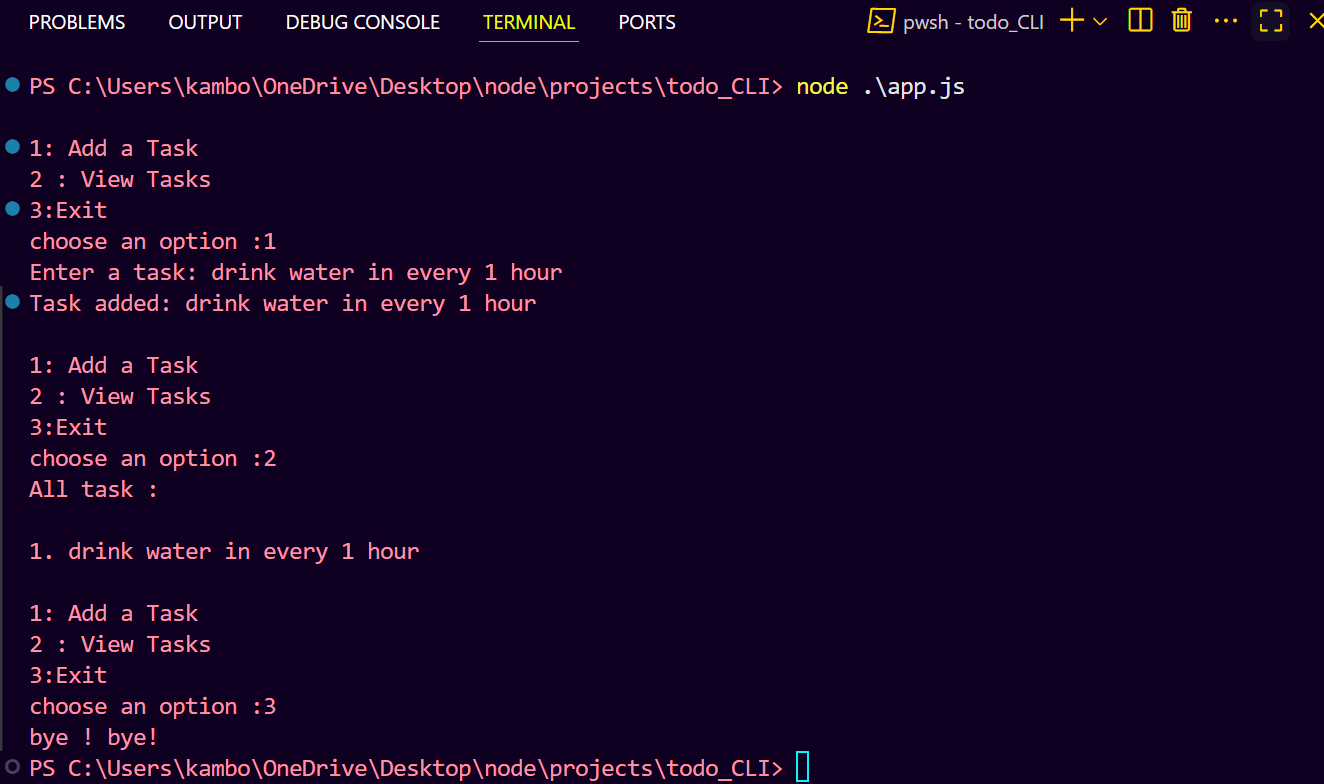 PROBLEMS OUTPUT DEBUG CONSOLE TERMINAL PORTS pwsh - todo_CLI
PS C:\Users\kambo\OneDrive\Desktop\node\projects\todo_CLI> node .\app.js
1: Add a Task
2 : View Tasks
3:Exit
choose an option :1
Enter a task: drink water in every 1 hour
Task added: drink water in every 1 hour
1: Add a Task
2 : View Tasks
3:Exit
choose an option :2
All task :
1. drink water in every 1 hour
1: Add a Task
2 : View Tasks
3:Exit
choose an option :3
bye ! bye!
PS C:\Users\kambo\OneDrive\Desktop\node\projects\todo_CLI>